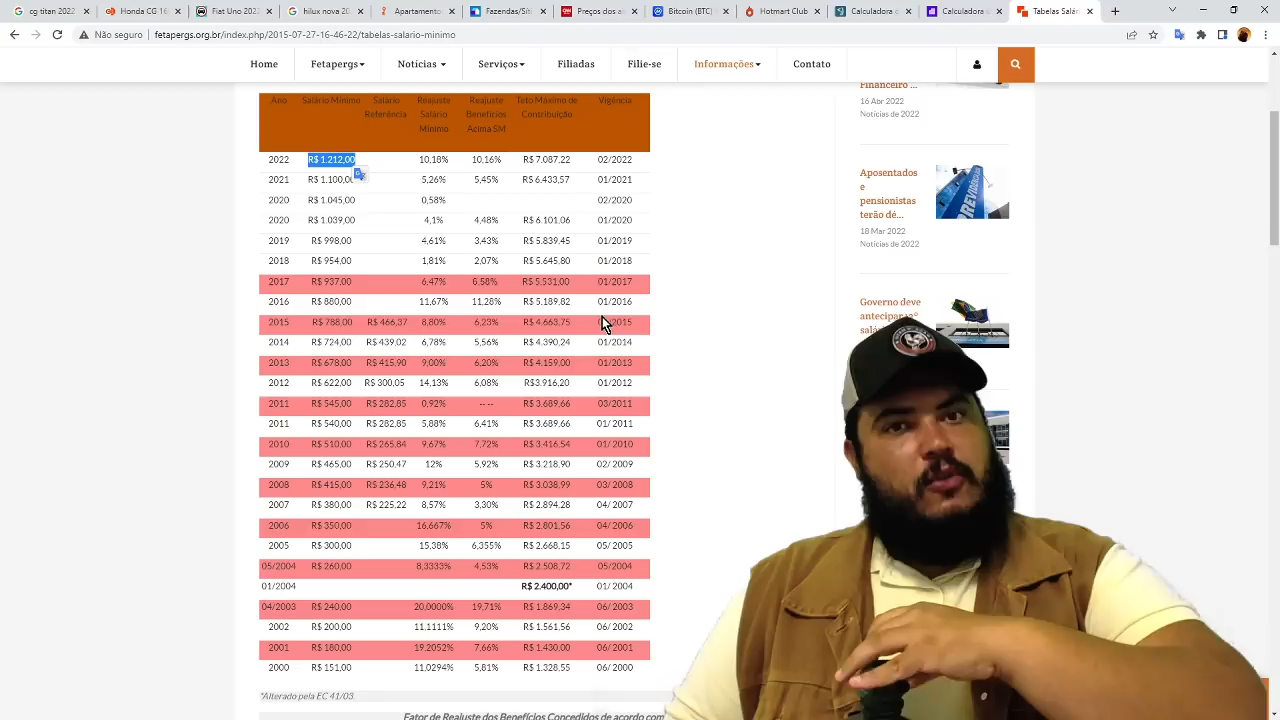 cg titan 2022
Honda CG 16
Fiat Uno 202
Apartamento
Fazendas/Sít
Preços dos c
Bitcoin (BTC)
Hotmart Club
Calculadora d
Calculadora d
Tabelas Salár
Não seguro | fetapergs.org.br/index.php/2015-07-27-16-46-22/tabelas-salario-minimo
Home Fetapergs Notícias Serviços Filiadas Filie-se Informações Contato
Ano Salário Mínimo Salário Referência Reajuste Salário Mínimo Reajuste Benefícios Acima SM Teto Máximo de Contribuição Vigência
2022 R$ 1.212,00 10,18% 10,16% R$ 7.087,22 02/2022
2021 R$ 1.100,00 5,26% 5,45% R$ 6.433,57 01/2021
2020 R$ 1.045,00 0,58% 02/2020
2020 R$ 1.039,00 4,1% 4,48% R$ 6.101,06 01/2020
2019 R$ 998,00 4,61% 3,43% R$ 5.839,45 01/2019
2018 R$ 954,00 1,81% 2,07% R$ 5.645,80 01/2018
2017 R$ 937,00 6,47% 6,58% R$ 5.531,00 01/2017
2016 R$ 880,00 11,67% 11,28% R$ 5.189,82 01/2016
2015 R$ 788,00 R$ 466,37 8,80% 6,23% R$ 4.663,75 2015
2014 R$ 724,00 R$ 439,02 6,78% 5,56% R$ 4.390,24 01/2014
2013 R$ 678,00 R$ 415,90 9,00% 6,20% R$ 4.159,00 01/2013
2012 R$ 622,00 R$ 300,05 14,13% 6,08% R$3.916,20 01/2012
2011 R$ 545,00 R$ 282,85 0,92% -- -- R$ 3.689,66 03/2011
2011 R$ 540,00 R$ 282,85 5,88% 6,41% R$ 3.689,66 01/ 2011
2010 R$ 510,00 R$ 265,84 9,67% 7,72% R$ 3.416,54 01/ 2010
2009 R$ 465,00 R$ 250,47 12% 5,92% R$ 3.218,90 02/ 2009
2008 R$ 415,00 R$ 236,48 9,21% 5% R$ 3.038,99 03/ 2008
2007 R$ 380,00 R$ 225,22 8,57% 3,30% R$ 2.894,28 04/ 2007
2006 R$ 350,00 16,667% 5% R$ 2.801,56 04/ 2006
2005 R$ 300,00 15,38% 6,355% R$ 2.668,15 05/ 2005
05/2004 R$ 260,00 8,3333% 4,53% R$ 2.508,72 05/2004
01/2004 R$ 2.400,00* 01/ 2004
04/2003 R$ 240,00 20,0000% 19,71% R$ 1.869,34 06/ 2003
2002 R$ 200,00 11,1111% 9,20% R$ 1.561,56 06/ 2002
2001 R$ 180,00 19,2052% 7,66% R$ 1.430,00 06/ 2001
2000 R$ 151,00 11,0294% 5,81% R$ 1.328,55 06/ 2000
*Alterado pela EC 41/03.
Fator de Reajuste dos Benefícios Concedidos de acordo com
Financeiro ...
16 Abr 2022
Notícias de 2022
Aposentados
e
pensionistas
terão dé...
18 Mar 2022
Notícias de 2022
Governo deve
antecipar 13º
salá